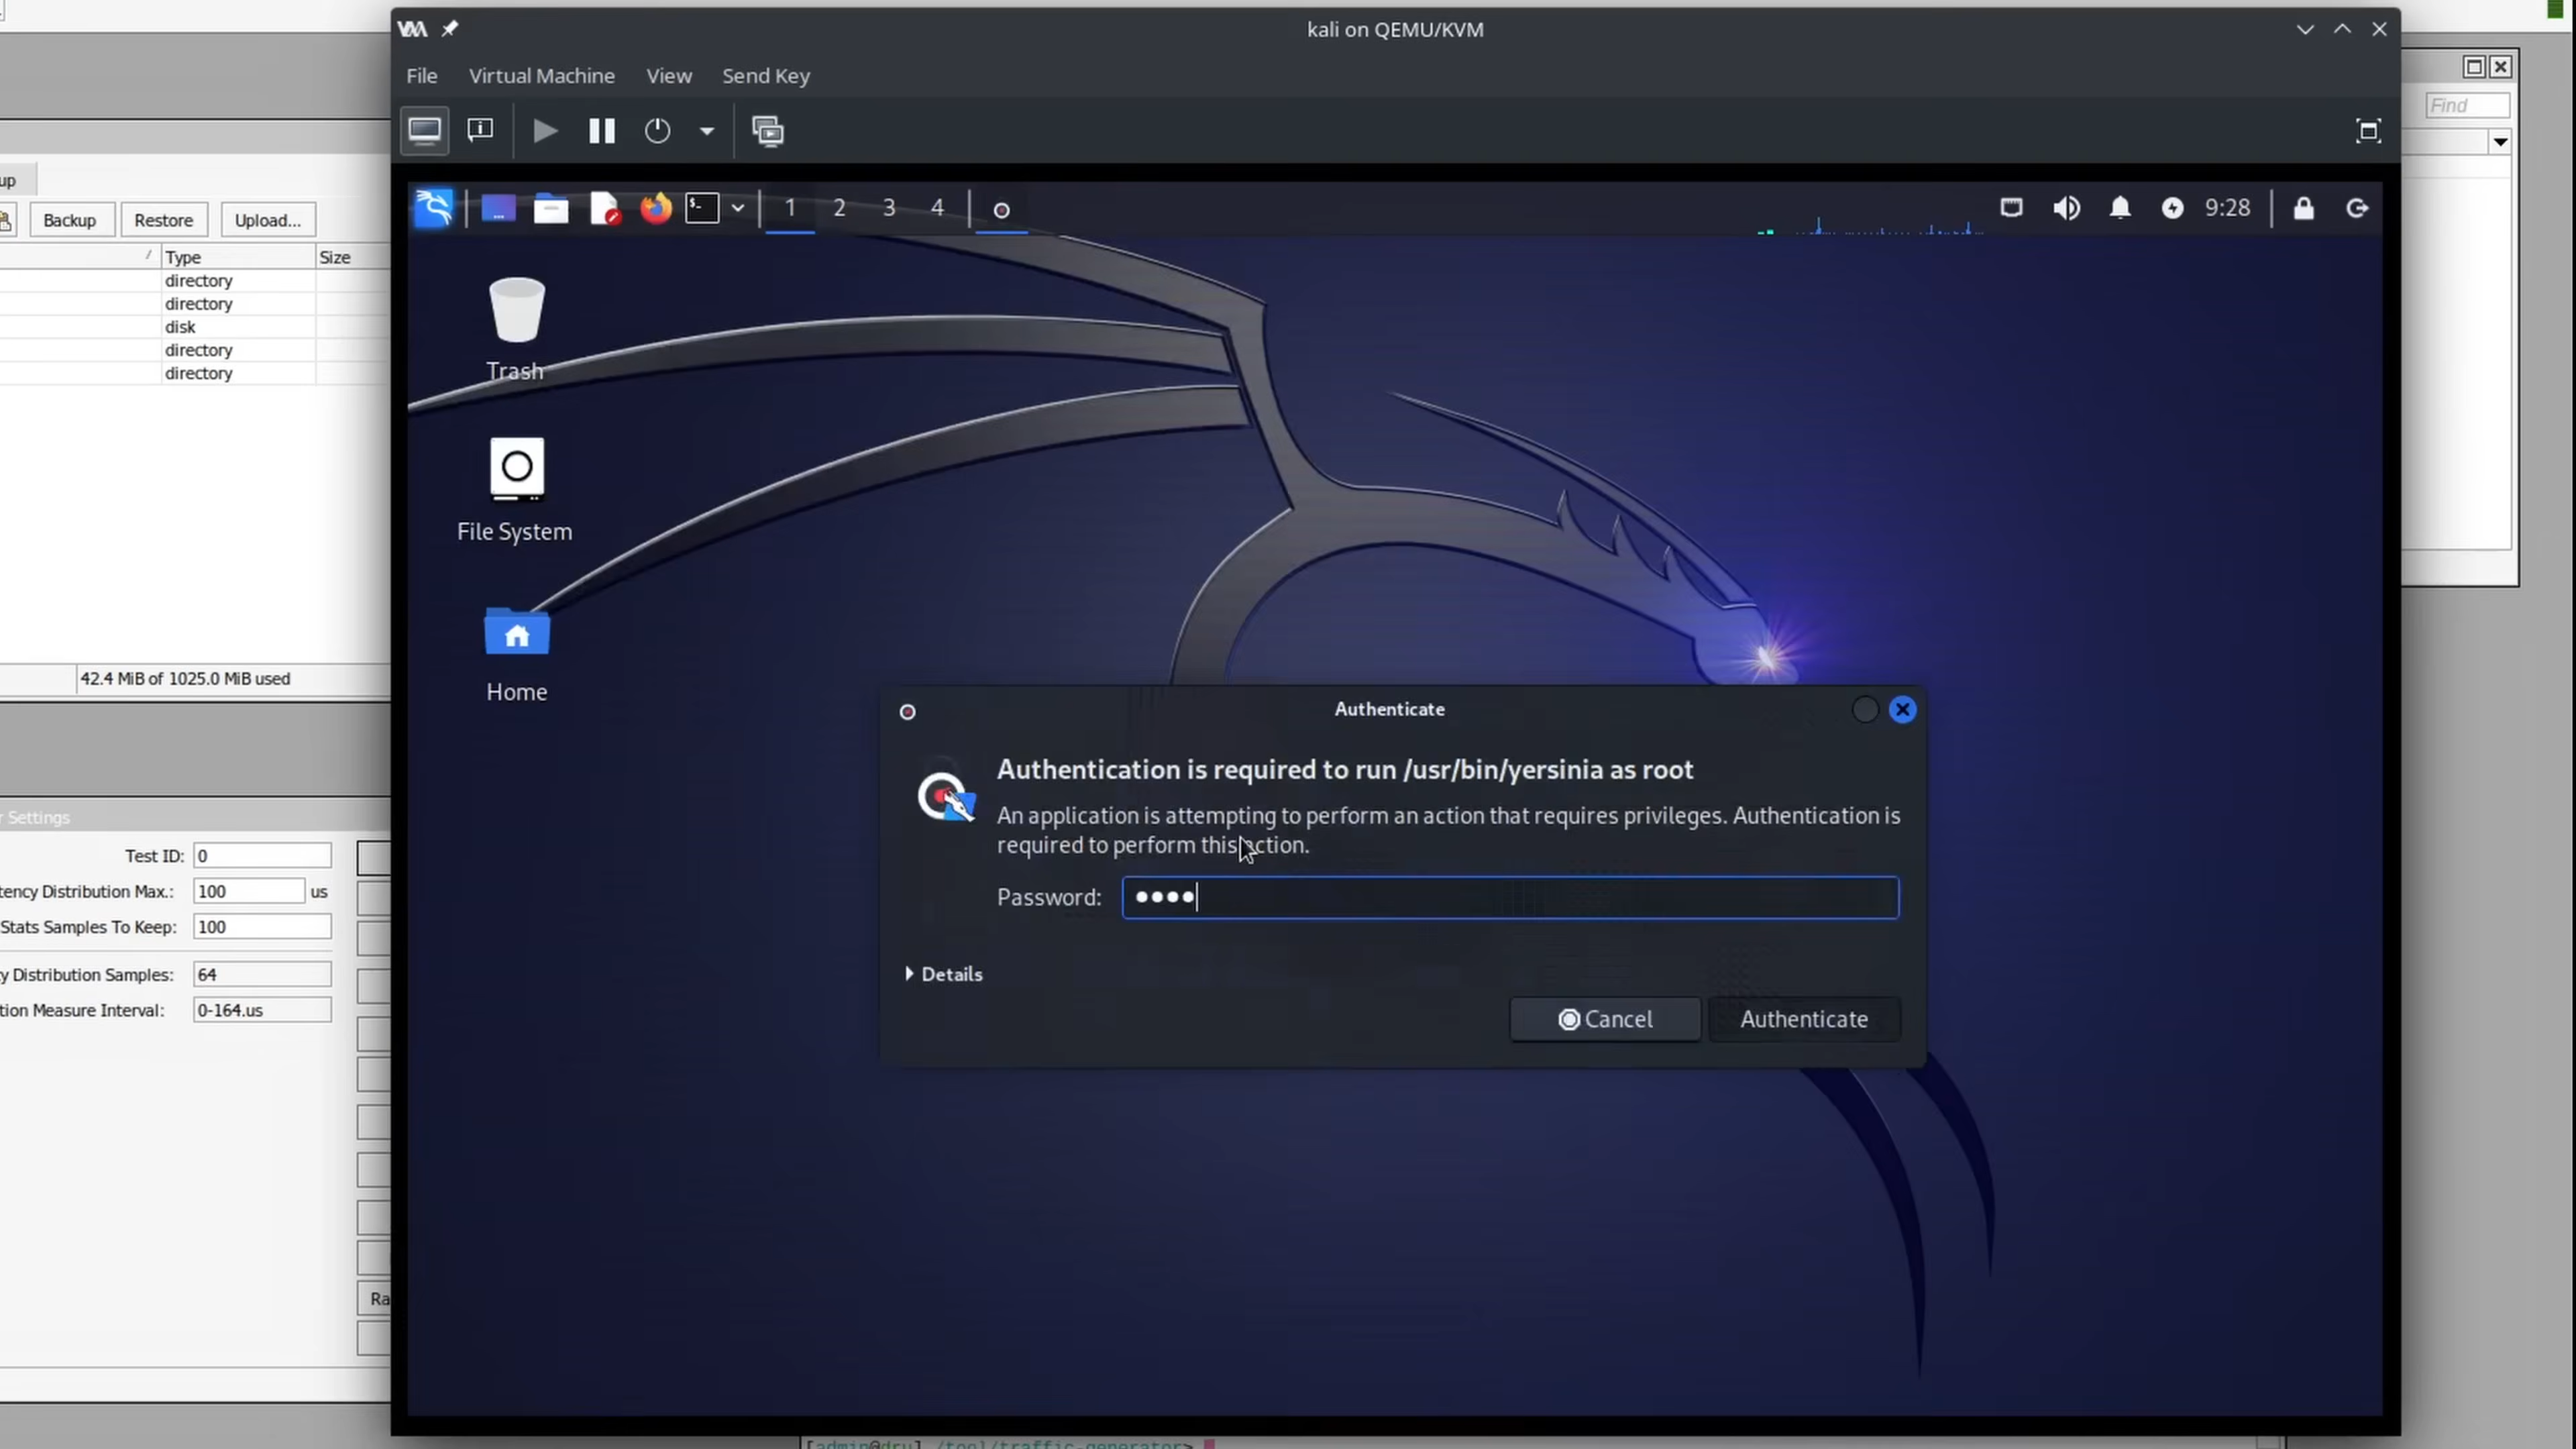 kali on QEMU/KVM
File Virtual Machine View Send Key
Find
up
Backup Restore Upload...
Type Size
directory
directory
disk
directory
directory
42.4 MiB of 1025.0 MiB used
Settings
Test ID: 0
Distribution Max.: 100 us
Stats Samples To Keep: 100
Distribution Samples: 64
Measure Interval: 0-164.us
Ra
1 2 3 4
9:28
Trash
File System
Home
Authenticate
Authentication is required to run /usr/bin/yersinia as root
An application is attempting to perform an action that requires privileges. Authentication is
required to perform this action.
Password: ••••
Details
Cancel Authenticate
[admin@dru] /tool/traffic-generator>